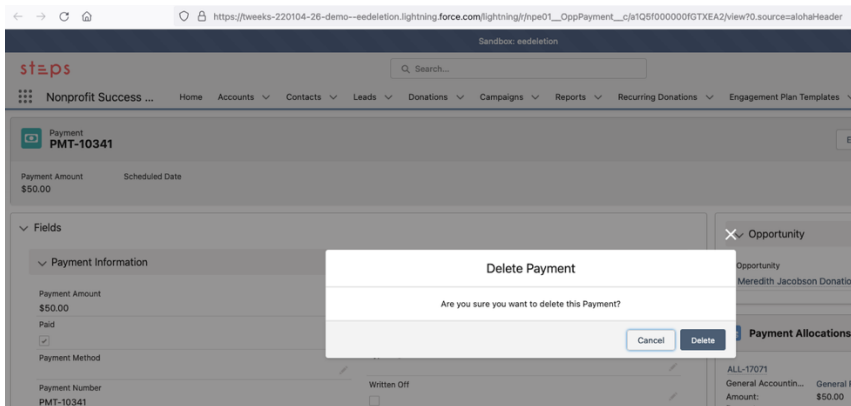 https://tweeks-220104-26-demo--eedeletion.lightning.force.com/lightning/r/npe01__OppPayment__c/a1Q5f000000fGTXEA2/view?0.source=alohaHeader
Sandbox: eedeletion
steps
Search...
Nonprofit Success ... Home Accounts Contacts Leads Donations Campaigns Reports Recurring Donations Engagement Plan Templates
Payment
PMT-10341
E
Payment Amount Scheduled Date
$50.00
Fields
Opportunity
Payment Information
Delete Payment
Opportunity
Meredith Jacobson Donatio
Payment Amount
$50.00
Are you sure you want to delete this Payment?
Paid
Cancel Delete
Payment Allocations
Payment Method
ALL-17071
Written Off
General Accountin... General
Payment Number
Amount: $50.00
PMT-10341